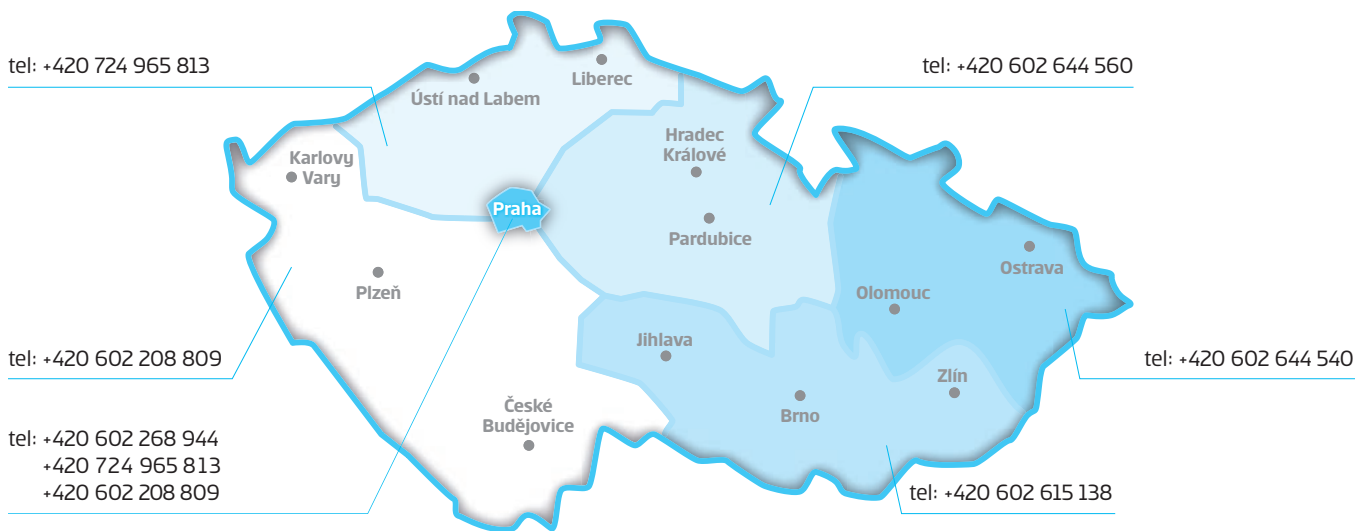 tel: +420 724 965 813
tel: +420 602 644 560
Liberec
Ústí nad Labem
Hradec
Králové
Karlovy
Vary
Praha
Pardubice
Ostrava
Plzeň
Olomouc
Jihlava
tel: +420 602 208 809
tel: +420 602 644 540
Zlín
Brno
České
Budějovice
tel: +420 602 268 944
+420 724 965 813
+420 602 208 809
tel: +420 602 615 138